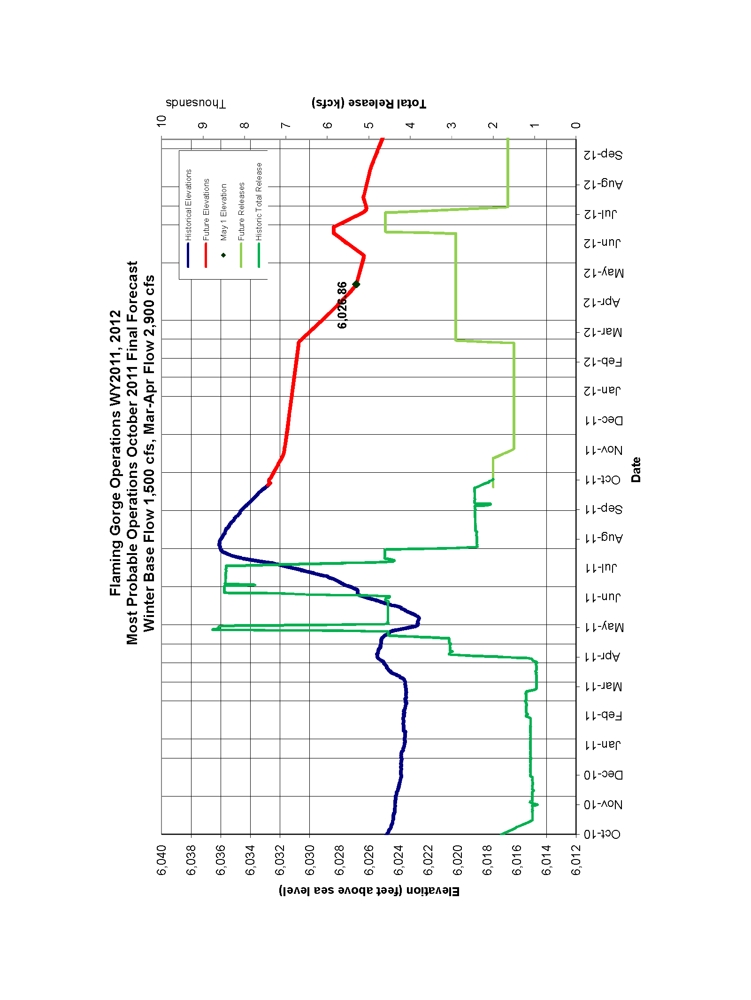 Flaming Gorge Operations WY2011, 2012
Most Probable Operations October 2011 Final Forecast
Winter Base Flow 1,500 cfs, Mar-Apr Flow 2,900 cfs
Elevation (feet above sea level)
6,040
6,038
6,036
6,034
6,032
6,030
6,028
6,026
6,024
6,022
6,020
6,018
6,016
6,014
6,012
Historical Elevations
Future Elevations
May 1 Elevation
Future Releases
Historic Total Release
6,026.86
Thousands
10
9
8
7
6
5
4
3
2
1
0
Total Release (kcfs)
Oct-10
Nov-10
Dec-10
Jan-11
Feb-11
Mar-11
Apr-11
May-11
Jun-11
Jul-11
Aug-11
Sep-11
Oct-11
Nov-11
Dec-11
Jan-12
Feb-12
Mar-12
Apr-12
May-12
Jun-12
Jul-12
Aug-12
Sep-12
Date